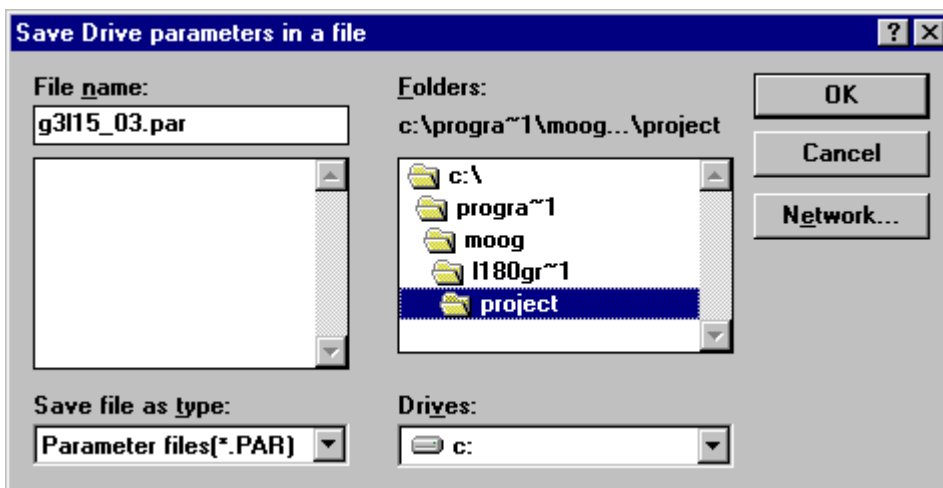 Save Drive parameters in a file
File name:
g3l15_03.par
Folders:
c:\progra~1\moog...\project
c:\
progra~1
moog
l180gr~1
project
OK
Cancel
Network...
Save file as type:
Parameter files(*.PAR)
Drives:
c: